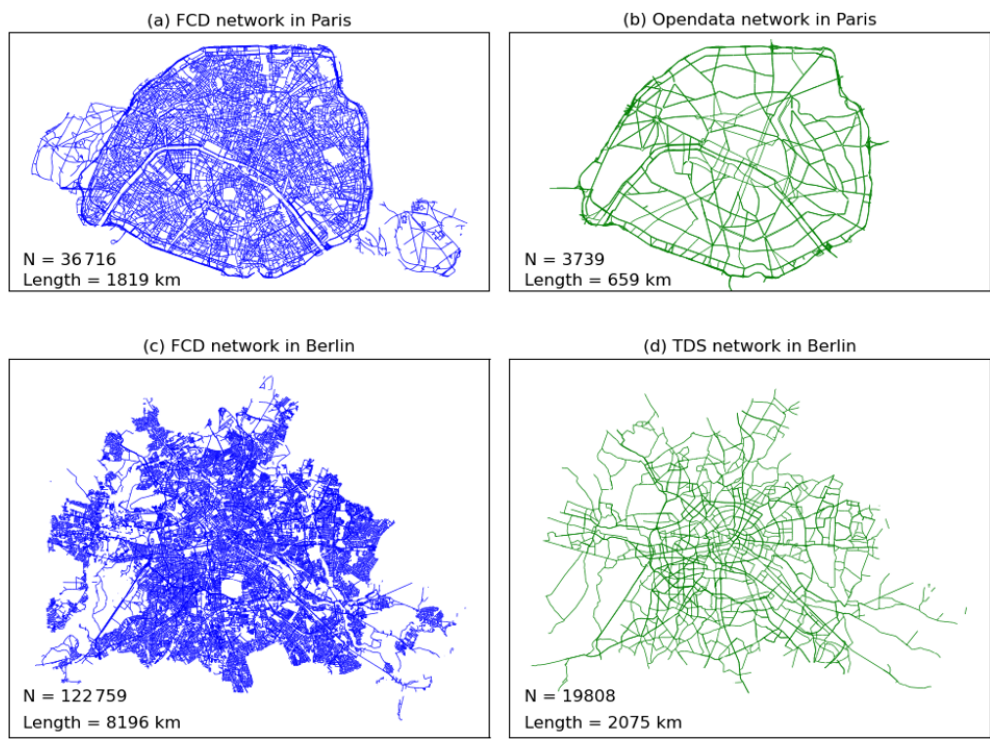 (a) FCD network in Paris
N = 36 716
Length = 1819 km
(b) Opendata network in Paris
N = 3739
Length = 659 km
(c) FCD network in Berlin
N = 122 759
Length = 8196 km
(d) TDS network in Berlin
N = 19808
Length = 2075 km